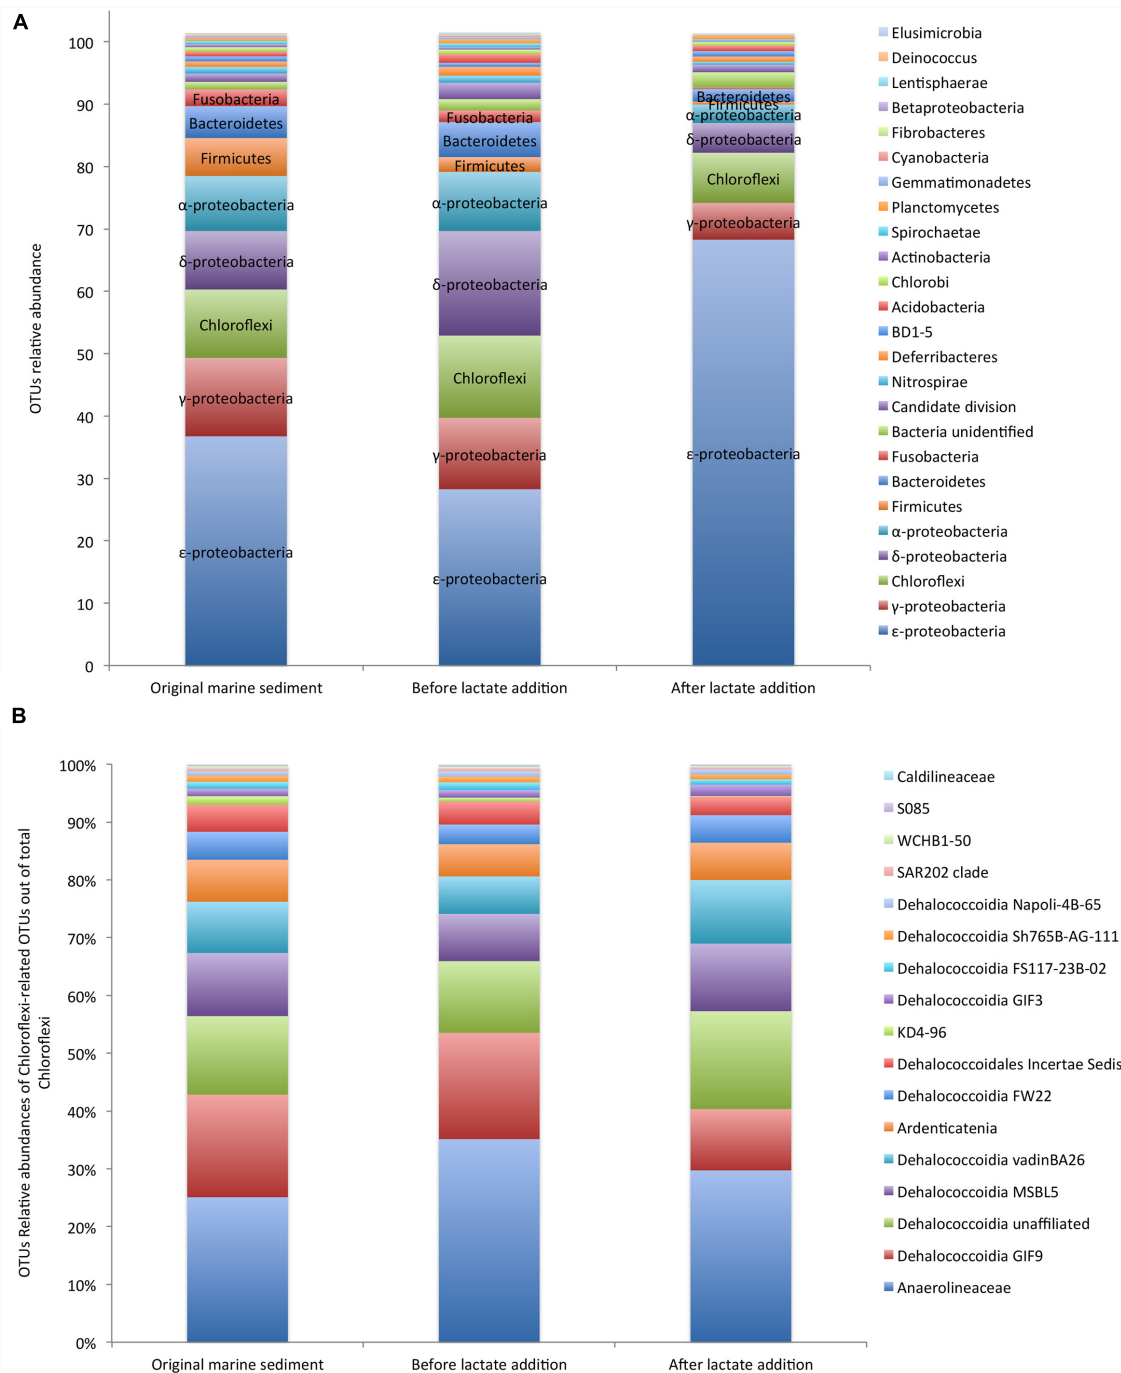 A
OTUs relative abundance
100
90
80
70
60
50
40
30
20
10
0
Fusobacteria
Bacteroidetes
Firmicutes
α-proteobacteria
δ-proteobacteria
Chloroflexi
γ-proteobacteria
ε-proteobacteria
Fusobacteria
Bacteroidetes
Firmicutes
α-proteobacteria
δ-proteobacteria
Chloroflexi
γ-proteobacteria
ε-proteobacteria
Bacteroidetes
Firmicutes
α-proteobacteria
δ-proteobacteria
Chloroflexi
γ-proteobacteria
ε-proteobacteria
Original marine sediment
Before lactate addition
After lactate addition
Elusimicrobia
Deinococcus
Lentisphaerae
Betaproteobacteria
Fibrobacteres
Cyanobacteria
Gemmatimonadetes
Planctomycetes
Spirochaetae
Actinobacteria
Chlorobi
Acidobacteria
BD1-5
Deferribacteres
Nitrospirae
Candidate division
Bacteria unidentified
Fusobacteria
Bacteroidetes
Firmicutes
α-proteobacteria
δ-proteobacteria
Chloroflexi
γ-proteobacteria
ε-proteobacteria
B
OTUs Relative abundances of Chloroflexi-related OTUs out of total
Chloroflexi
100%
90%
80%
70%
60%
50%
40%
30%
20%
10%
0%
Original marine sediment
Before lactate addition
After lactate addition
Caldilineaceae
S085
WCHB1-50
SAR202 clade
Dehalococcoidia Napoli-4B-65
Dehalococcoidia Sh765B-AG-111
Dehalococcoidia FS117-23B-02
Dehalococcoidia GIF3
KD4-96
Dehalococcoidales Incertae Sedis
Dehalococcoidia FW22
Ardenticatenia
Dehalococcoidia vadinBA26
Dehalococcoidia MSBL5
Dehalococcoidia unaffiliated
Dehalococcoidia GIF9
Anaerolineaceae